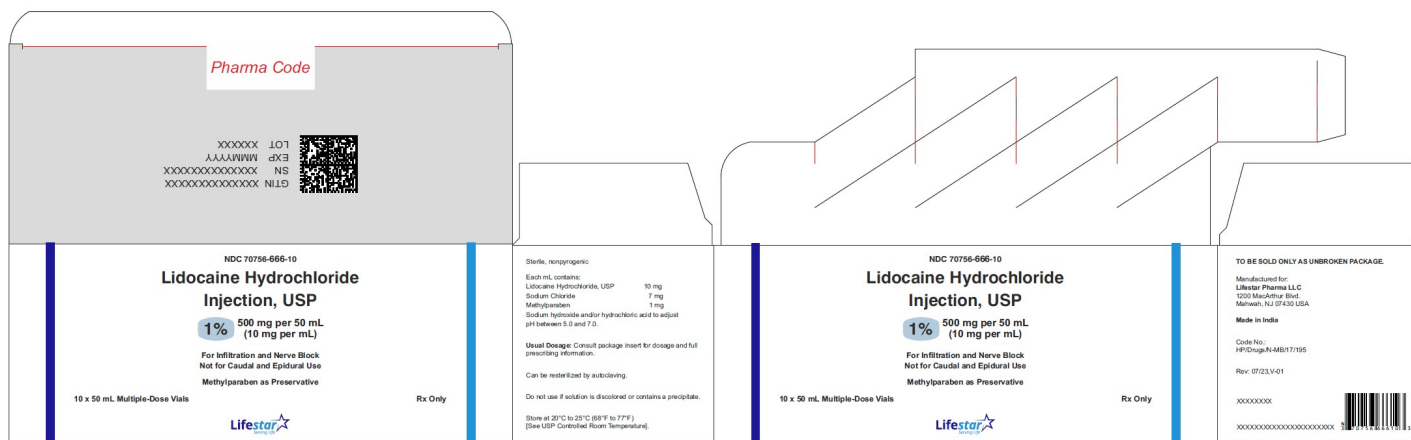 Pharma Code
GTIN XXXXXXXXXXXXXX
SN XXXXXXXXXXXXXX
EXP MMMYYYY
LOT XXXXXX
NDC 70756-666-10
Lidocaine Hydrochloride
Injection, USP
1%
500 mg per 50 mL
(10 mg per mL)
For Infiltration and Nerve Block
Not for Caudal and Epidural Use
Methylparaben as Preservative
10 x 50 mL Multiple-Dose Vials Rx Only
Lifestar
Serving Life
Sterile, nonpyrogenic
Each mL contains:
Lidocaine Hydrochloride, USP 10 mg
Sodium Chloride 7 mg
Methylparaben 1 mg
Sodium hydroxide and/or hydrochloric acid to adjust
pH between 5.0 and 7.0.
Usual Dosage: Consult package insert for dosage and full
prescribing information.
Can be resterilized by autoclaving.
Do not use if solution is discolored or contains a precipitate.
Store at 20°C to 25°C (68°F to 77°F)
[See USP Controlled Room Temperature].
NDC 70756-666-10
Lidocaine Hydrochloride
Injection, USP
1%
500 mg per 50 mL
(10 mg per mL)
For Infiltration and Nerve Block
Not for Caudal and Epidural Use
Methylparaben as Preservative
10 x 50 mL Multiple-Dose Vials Rx Only
Lifestar
Serving Life
TO BE SOLD ONLY AS UNBROKEN PACKAGE.
Manufactured for:
Lifestar Pharma LLC
1200 MacArthur Blvd.
Mahwah, NJ 07430 USA
Made in India
Code No.:
HP/Drugs/N-MB/17/195
Rev: 07/23,V-01
XXXXXXXX
XXXXXXXXXXXXXXXXXXXXXX